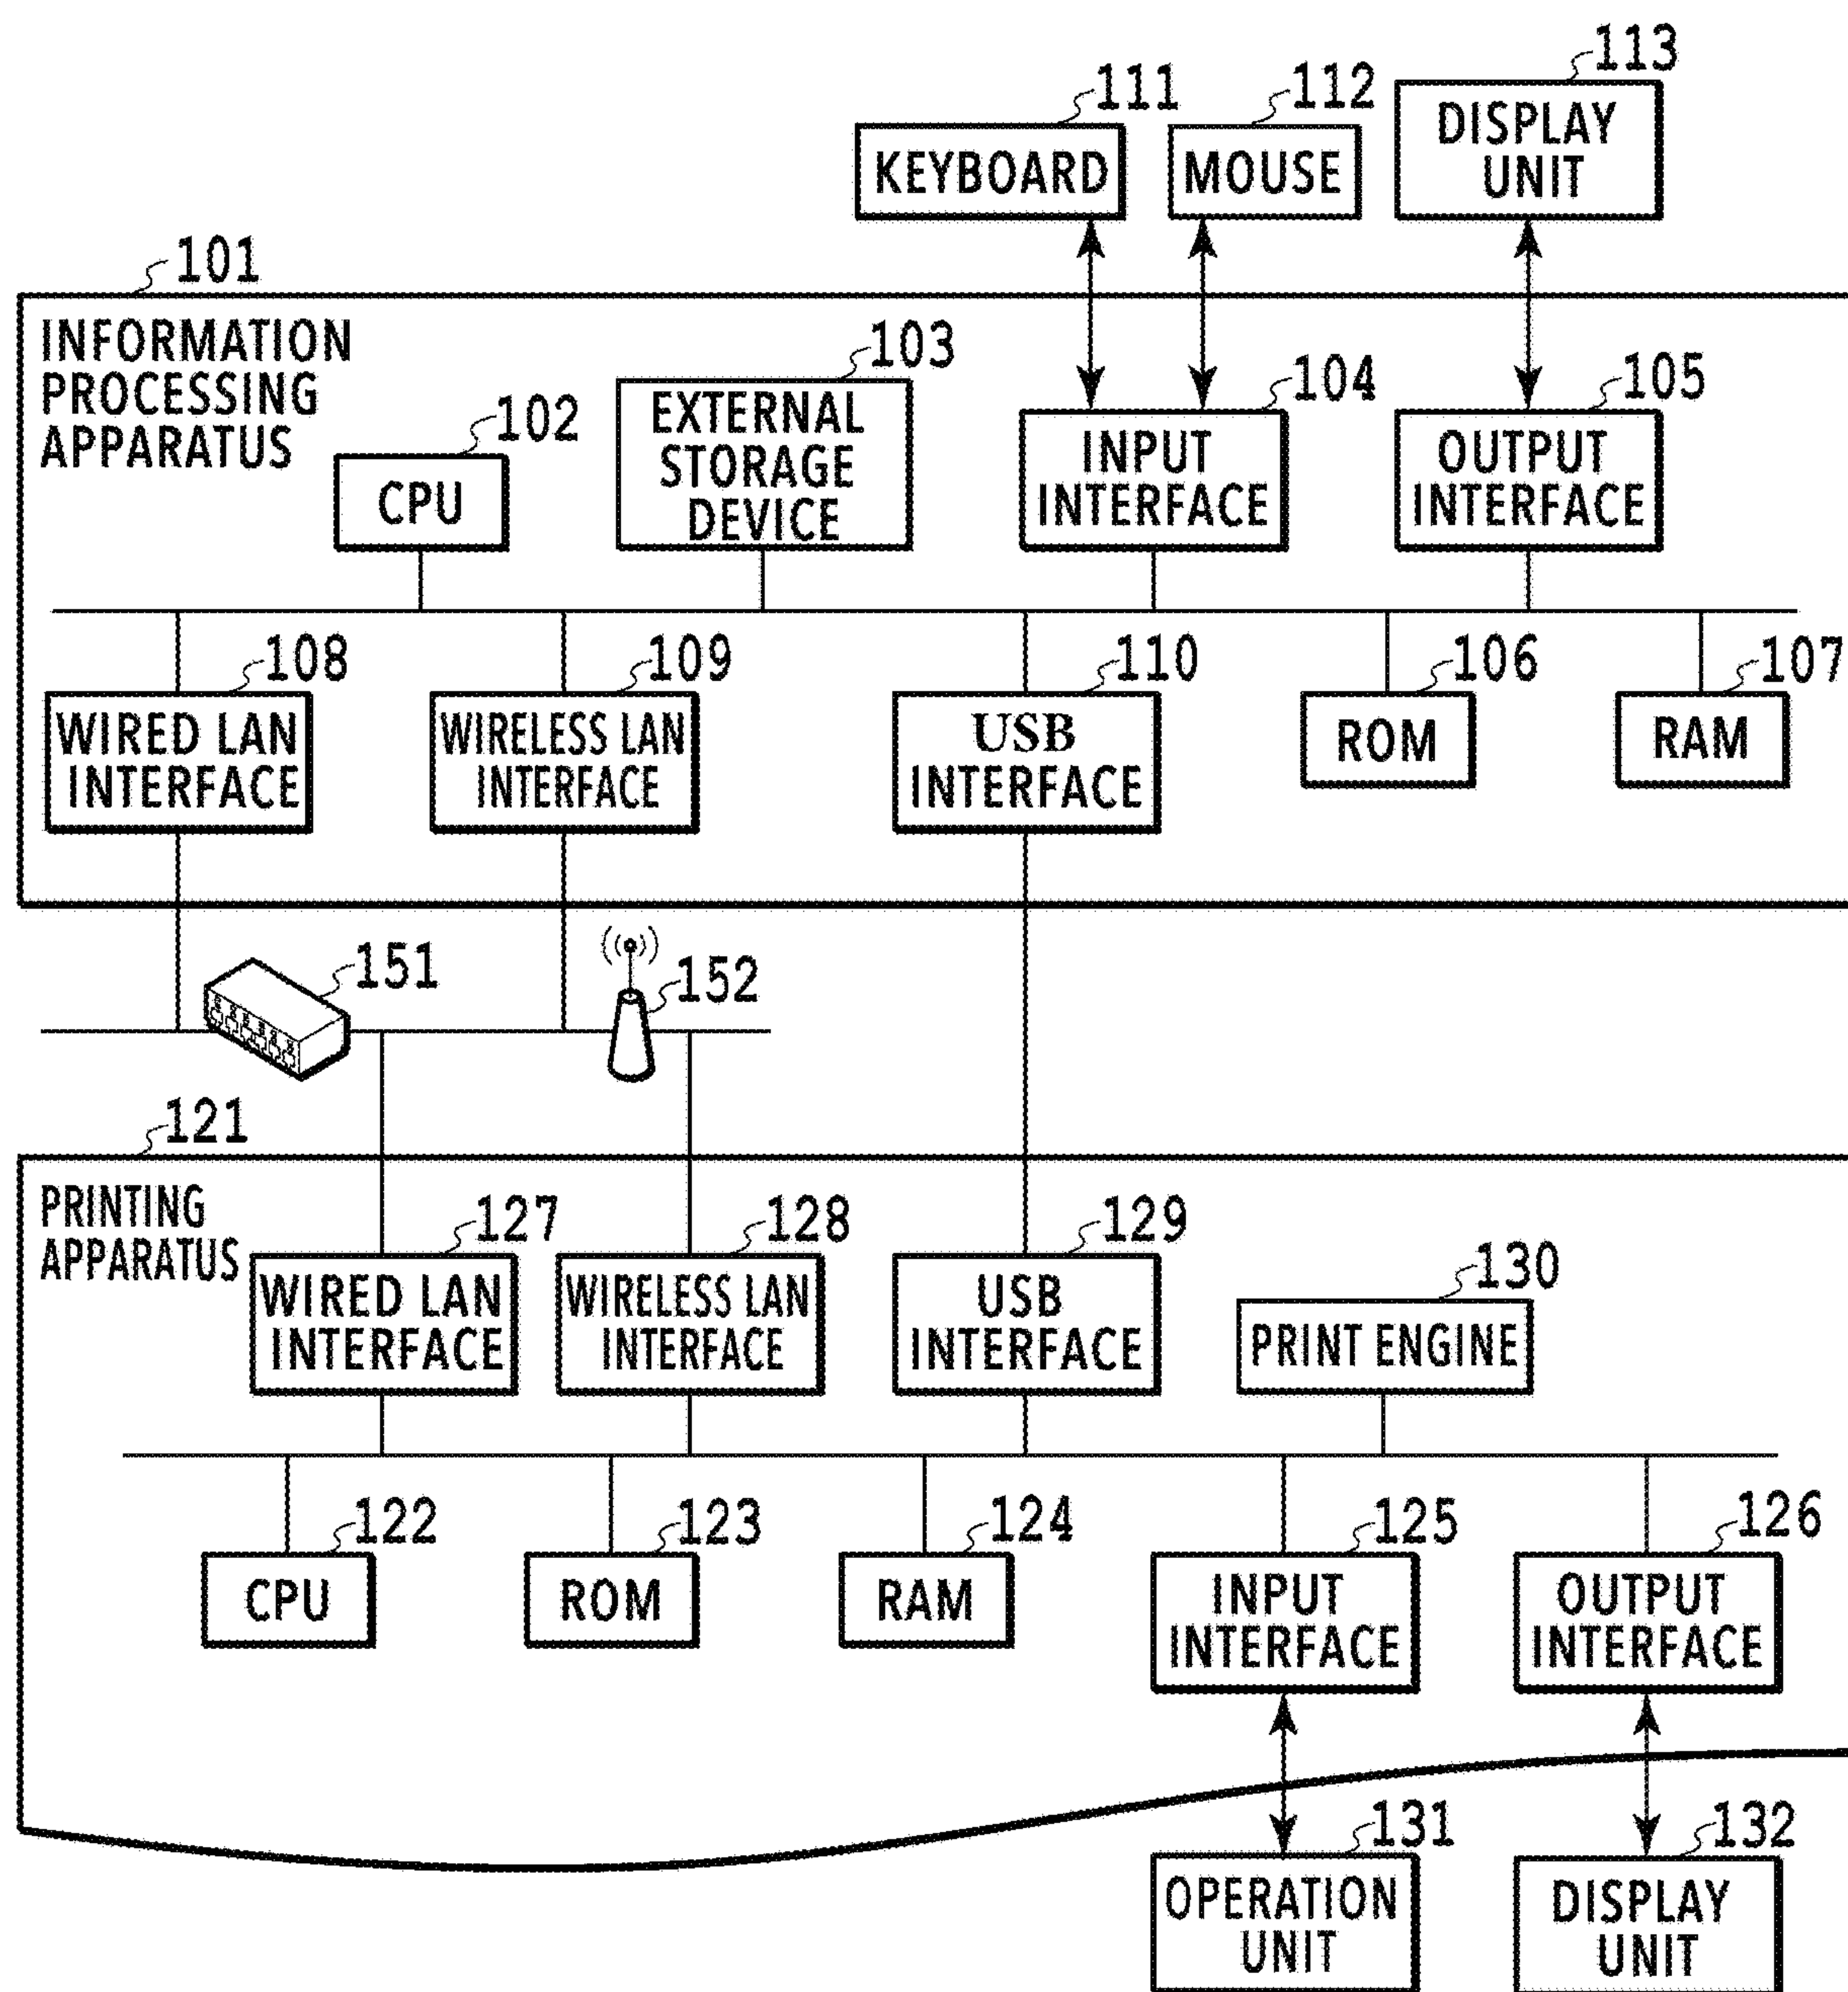 113
111
112
DISPLAY
UNIT
KEYBOARD
MOUSE
101
INFORMATION
PROCESSING
APPARATUS
103
104
105
102
EXTERNAL
STORAGE
DEVICE
INPUT
INTERFACE
OUTPUT
INTERFACE
CPU
108
109
110
106
107
WIRED LAN
INTERFACE
WIRELESS LAN
INTERFACE
USB
INTERFACE
ROM
RAM
151
152
121
PRINTING
APPARATUS
127
128
129
130
WIRED LAN
INTERFACE
WIRELESS LAN
INTERFACE
USB
INTERFACE
PRINT ENGINE
122
123
124
125
126
CPU
ROM
RAM
INPUT
INTERFACE
OUTPUT
INTERFACE
131
132
OPERATION
UNIT
DISPLAY
UNIT